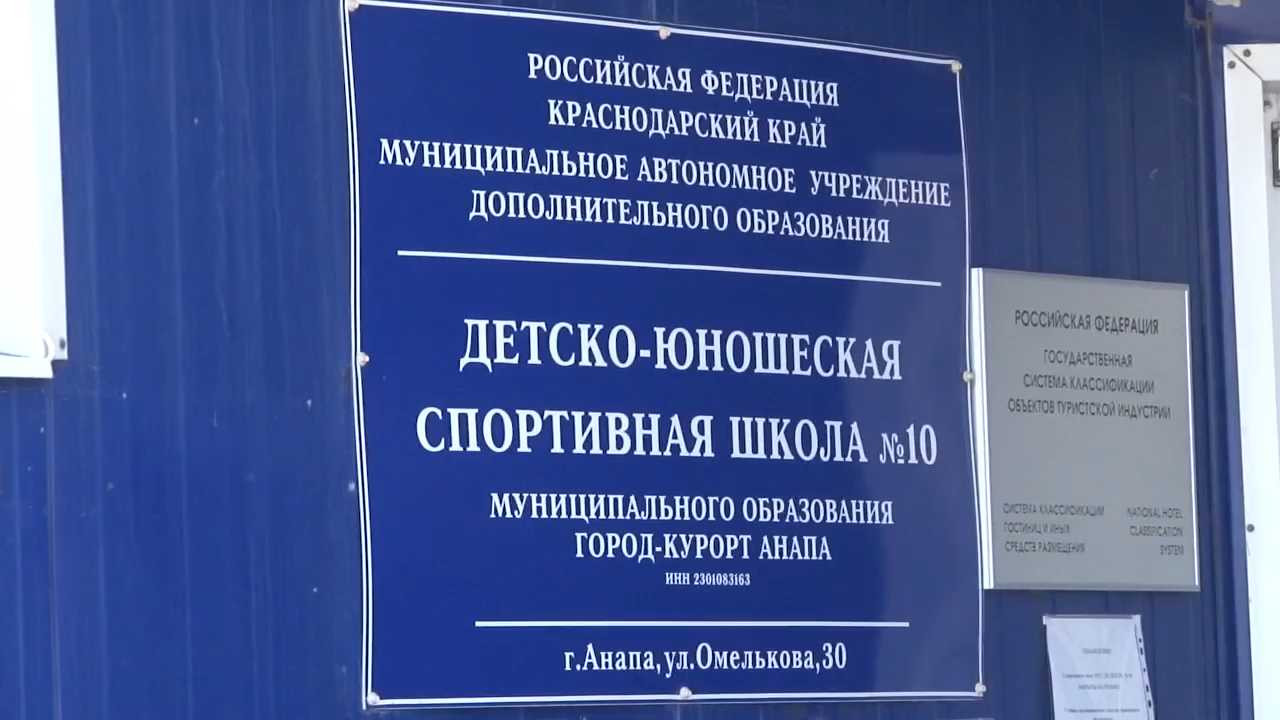 РОССИЙСКАЯ ФЕДЕРАЦИЯ
КРАСНОДАРСКИЙ КРАЙ
МУНИЦИПАЛЬНОЕ АВТОНОМНОЕ УЧРЕЖДЕНИЕ
ДОПОЛНИТЕЛЬНОГО ОБРАЗОВАНИЯ
ДЕТСКО-ЮНОШЕСКАЯ
СПОРТИВНАЯ ШКОЛА №10
МУНИЦИПАЛЬНОГО ОБРАЗОВАНИЯ
ГОРОД-КУРОРТ АНАПА
ИНН 2301083163
г.Анапа,ул.Омелькова,30
РОССИЙСКАЯ ФЕДЕРАЦИЯ
ГОСУДАРСТВЕННАЯ
СИСТЕМА КЛАССИФИКАЦИИ
ОБЪЕКТОВ ТУРИСТСКОЙ ИНДУСТРИИ
СИСТЕМА КЛАССИФИКАЦИИ
ГОСТИНИЦ И ИНЫХ
СРЕДСТВ РАЗМЕЩЕНИЯ
NATIONAL HOTEL
CLASSIFICATION
SYSTEM